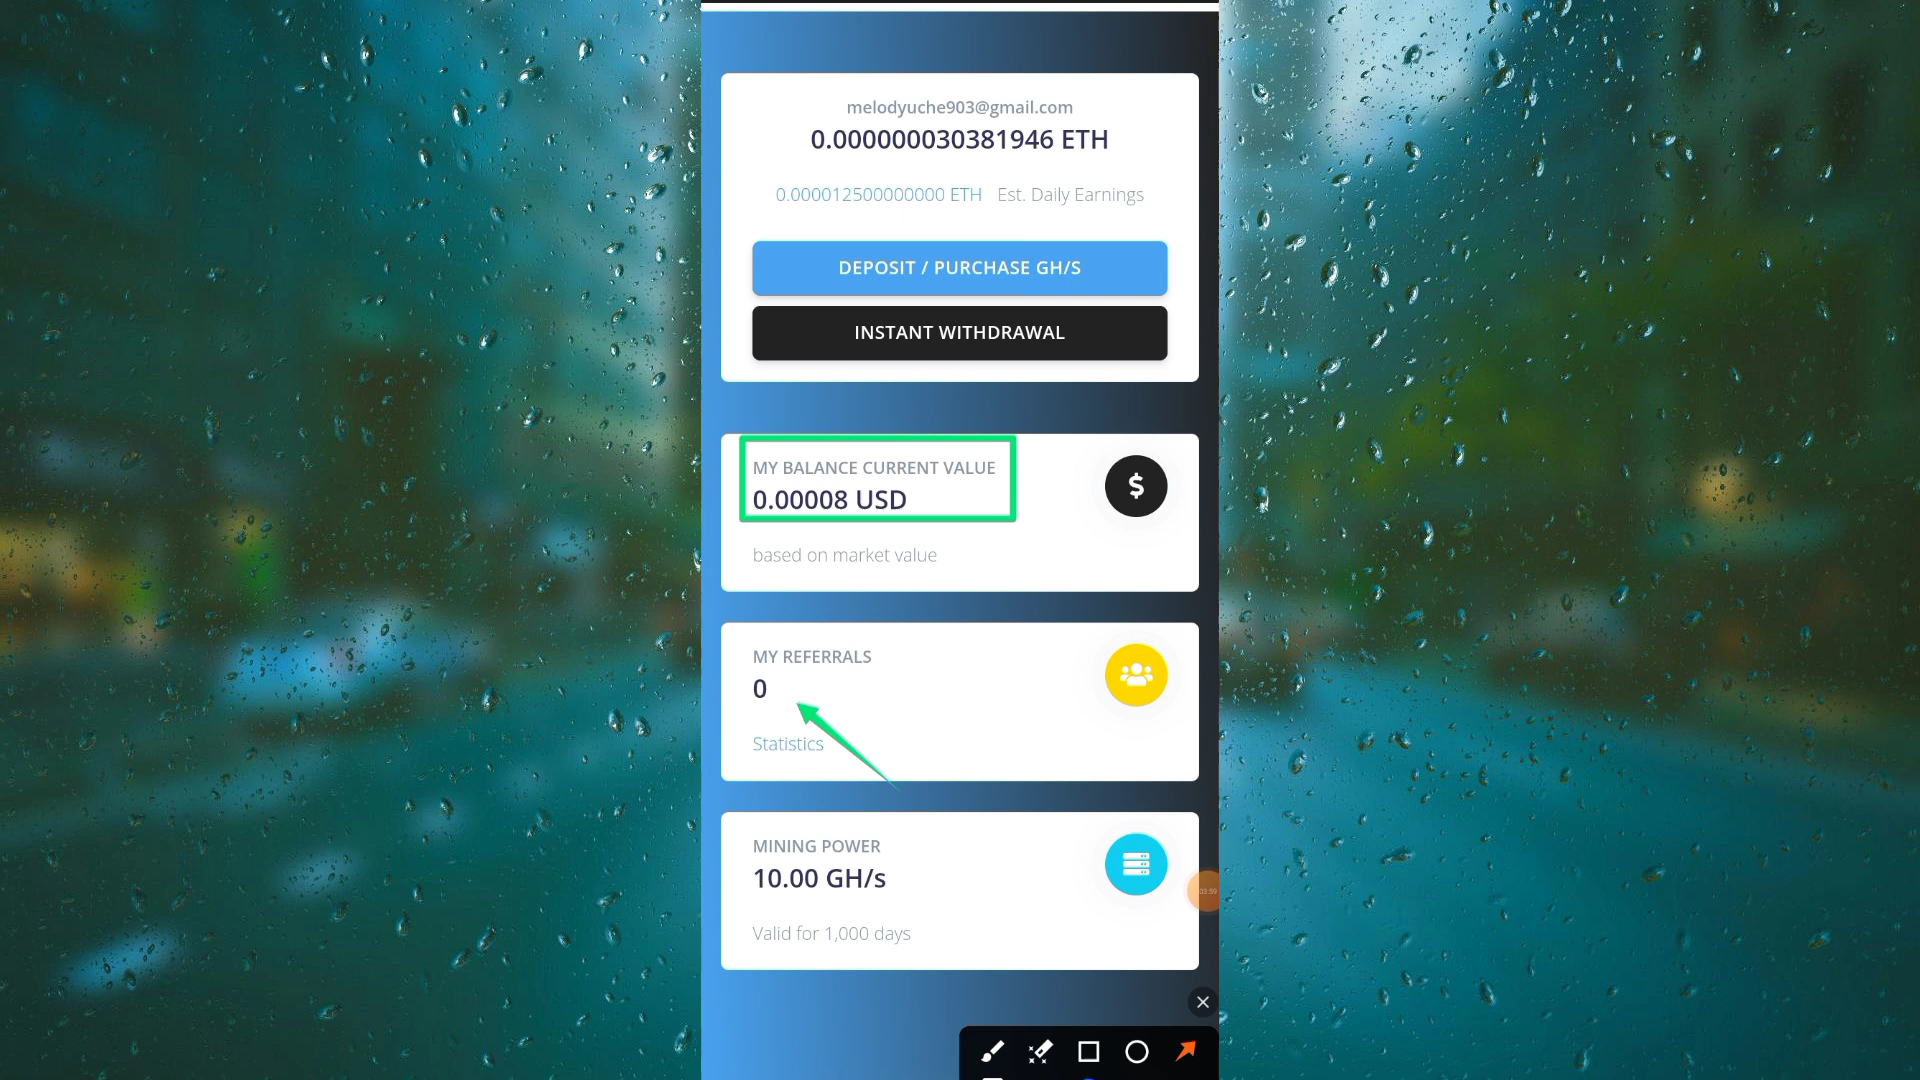 melodyuche903@gmail.com
0.000000030381946 ETH
0.000012500000000 ETH Est. Daily Earnings
DEPOSIT / PURCHASE GH/S
INSTANT WITHDRAWAL
MY BALANCE CURRENT VALUE
0.00008 USD
based on market value
MY REFERRALS
0
Statistics
MINING POWER
10.00 GH/s
Valid for 1,000 days
03:59